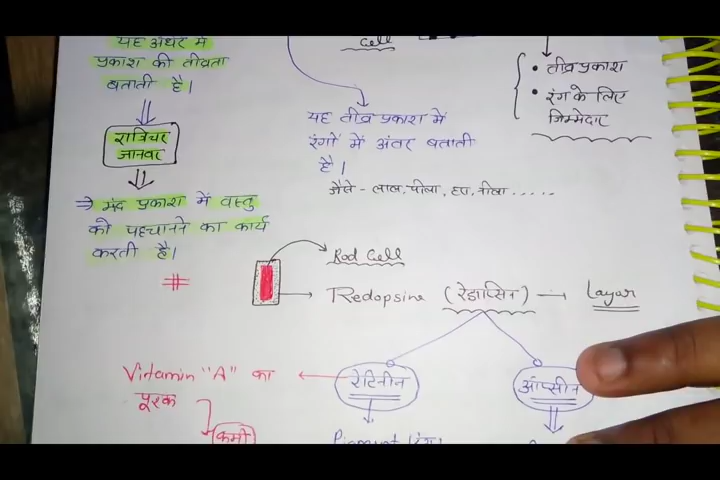 यह अंधेरे में
प्रकाश की तीव्रता
बताती है।
रात्रिचर
जानवर
⇒ मंद प्रकाश में वस्तु
को पहचानने का कार्य
करती है।
Cell
यह तीव्र प्रकाश में
रंगों में अंतर बताती
है।
जैसे - लाल, पीला, हरा, नीला .....
• तीव्र प्रकाश
• रंग के लिए
जिम्मेदार
Rod Cell
Redopsine (रेडाप्सिन) — Layar
Vitamin "A" का
पूरक
कमी
रेटिनीन
ऑप्सीन